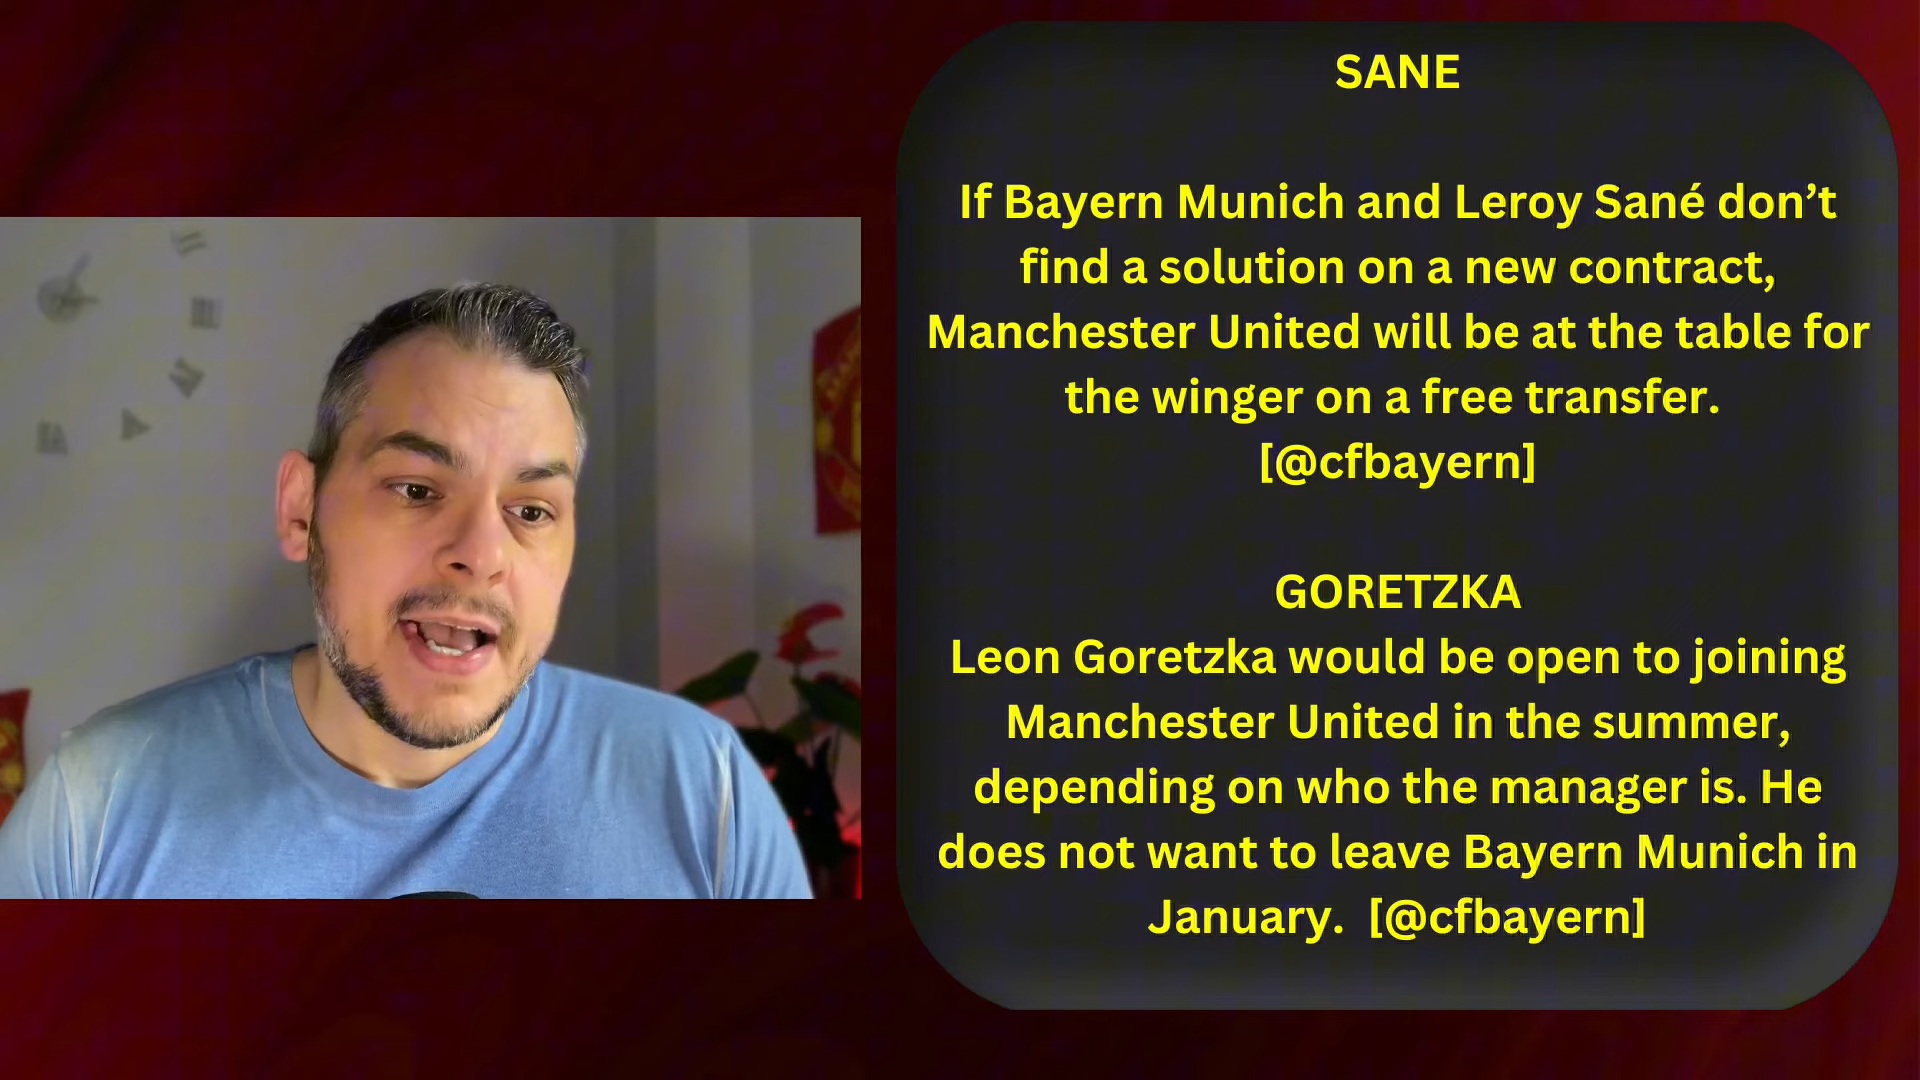 SANE
If Bayern Munich and Leroy Sané don’t
find a solution on a new contract,
Manchester United will be at the table for
the winger on a free transfer.
[@cfbayern]
GORETZKA
Leon Goretzka would be open to joining
Manchester United in the summer,
depending on who the manager is. He
does not want to leave Bayern Munich in
January.  [@cfbayern]